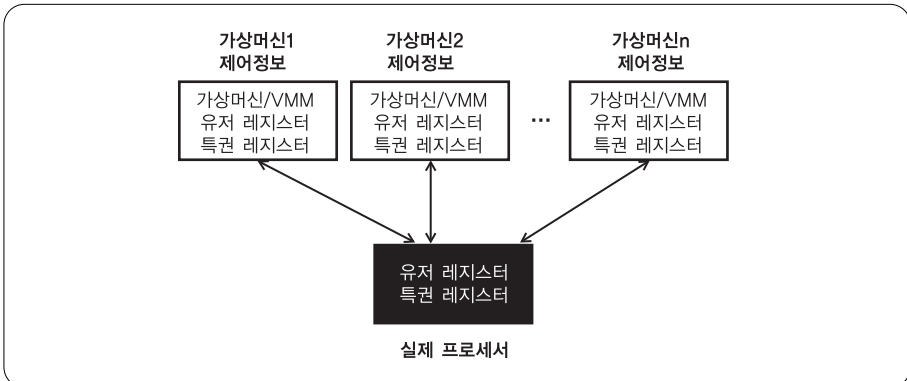 가상머신1
제어정보
가상머신2
제어정보
가상머신n
제어정보
가상머신/VMM
유저 레지스터
특권 레지스터
가상머신/VMM
유저 레지스터
특권 레지스터
...
가상머신/VMM
유저 레지스터
특권 레지스터
유저 레지스터
특권 레지스터
실제 프로세서